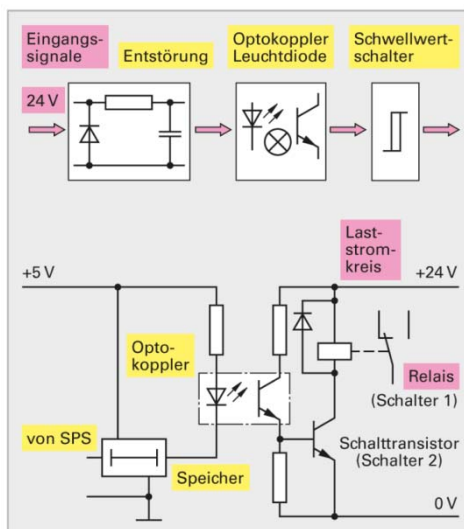 Eingangs-
signale
Entstörung
Optokoppler
Leuchtdiode
Schwellwert-
schalter
24 V
Last-
strom-
kreis
+5 V
+24 V
Opto-
koppler
Relais
(Schalter 1)
von SPS
Speicher
Schalttransistor
(Schalter 2)
0 V